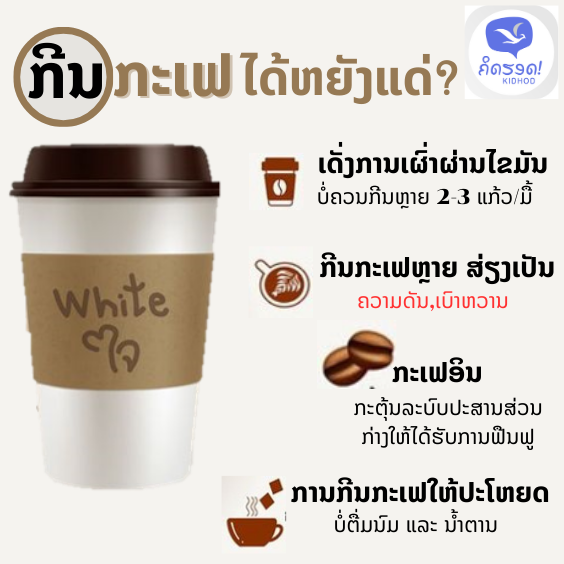 ກີນກະເຟ ໄດ້ຫຍັງແດ່?
ຄິດຮອດ!
KIDHOD
ເດັ່ງການເຜົ່າຜ່ານໄຂມັນ
ບໍ່ຄວນກີນຫຼາຍ 2-3 ແກ້ວ/ມື້
ກີນກະເຟຫຼາຍ ສ່ຽງເປັນ
ຄວາມດັນ,ເບົາຫວານ
White
ໃຈ
ກະເຟອິນ
ກະຕຸ້ນລະບົບປະສານສ່ວນ
ກ່າງໃຫ້ໄດ້ຮັບການຟືນຟູ
ການກີນກະເຟໃຫ້ປະໂຫຍດ
ບໍ່ຕື່ມນົມ ແລະ ນ້ຳຕານ